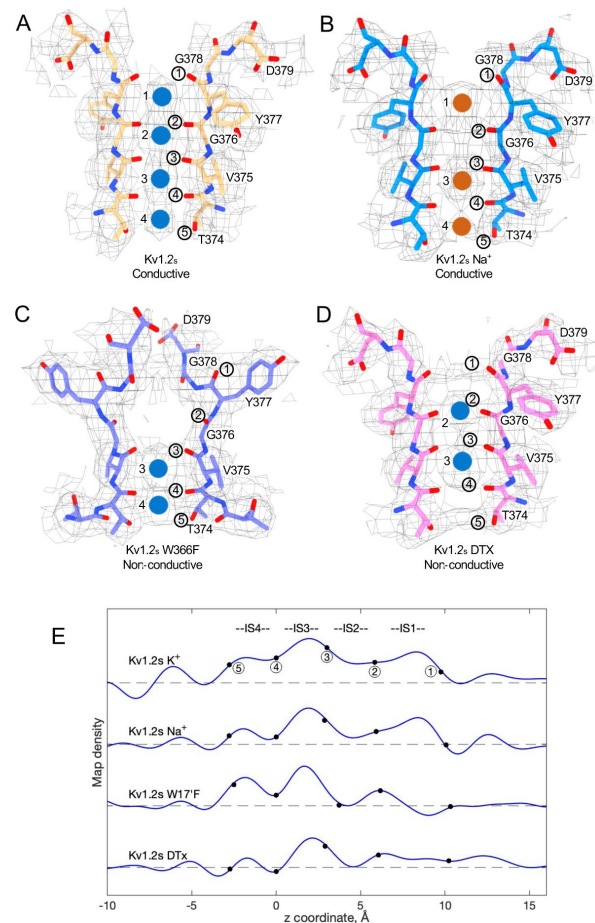 A
G378
D379
1
1
2
Y377
2
G376
3
3
V375
4
4
T374
5
Kv1.2s
Conductive
B
G378
1
D379
1
2
Y377
G376
3
3
V375
4
4
T374
5
Kv1.2s Na+
Conductive
C
D379
G378
1
Y377
2
G376
3
3
V375
4
4
5
T374
Kv1.2s W366F
Non-conductive
D
D379
G378
1
2
Y377
2
G376
3
3
V375
4
T374
5
Kv1.2s DTX
Non-conductive
E
--IS4-- --IS3-- --IS2-- --IS1--
Kv1.2s K+
5 4 3 2 1
Kv1.2s Na+
Kv1.2s W17'F
Kv1.2s DTx
Map density
-10 -5 0 5 10 15
z coordinate, Å